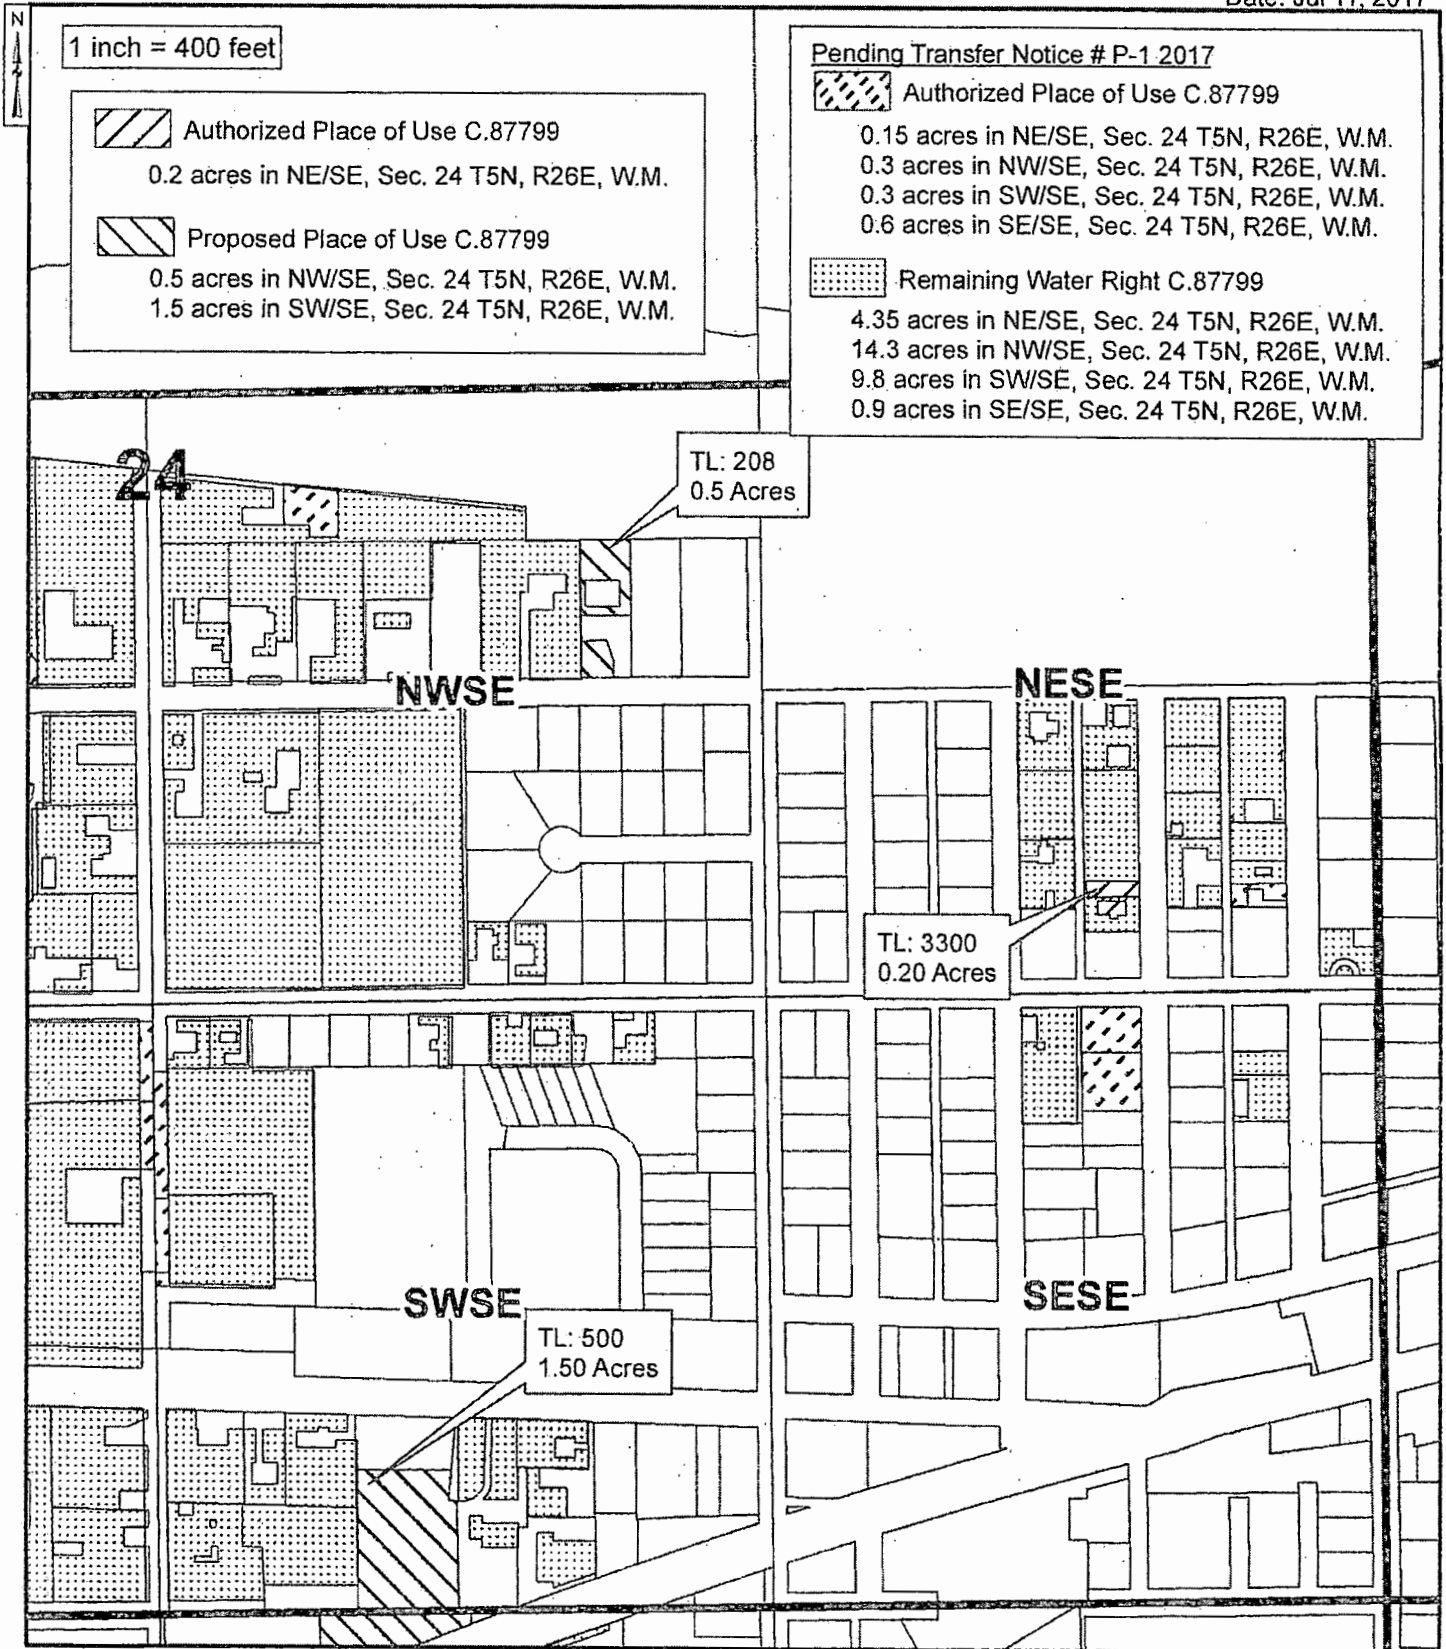 Date: Jul 17, 2017
N
1 inch = 400 feet
Authorized Place of Use C.87799
0.2 acres in NE/SE, Sec. 24 T5N, R26E, W.M.
Proposed Place of Use C.87799
0.5 acres in NW/SE, Sec. 24 T5N, R26E, W.M.
1.5 acres in SW/SE, Sec. 24 T5N, R26E, W.M.
Pending Transfer Notice # P-1 2017
Authorized Place of Use C.87799
0.15 acres in NE/SE, Sec. 24 T5N, R26E, W.M.
0.3 acres in NW/SE, Sec. 24 T5N, R26E, W.M.
0.3 acres in SW/SE, Sec. 24 T5N, R26E, W.M.
0.6 acres in SE/SE, Sec. 24 T5N, R26E, W.M.
Remaining Water Right C.87799
4.35 acres in NE/SE, Sec. 24 T5N, R26E, W.M.
14.3 acres in NW/SE, Sec. 24 T5N, R26E, W.M.
9.8 acres in SW/SE, Sec. 24 T5N, R26E, W.M.
0.9 acres in SE/SE, Sec. 24 T5N, R26E, W.M.
24
TL: 208
0.5 Acres
NWSE
NESE
TL: 3300
0.20 Acres
SWSE
SESE
TL: 500
1.50 Acres